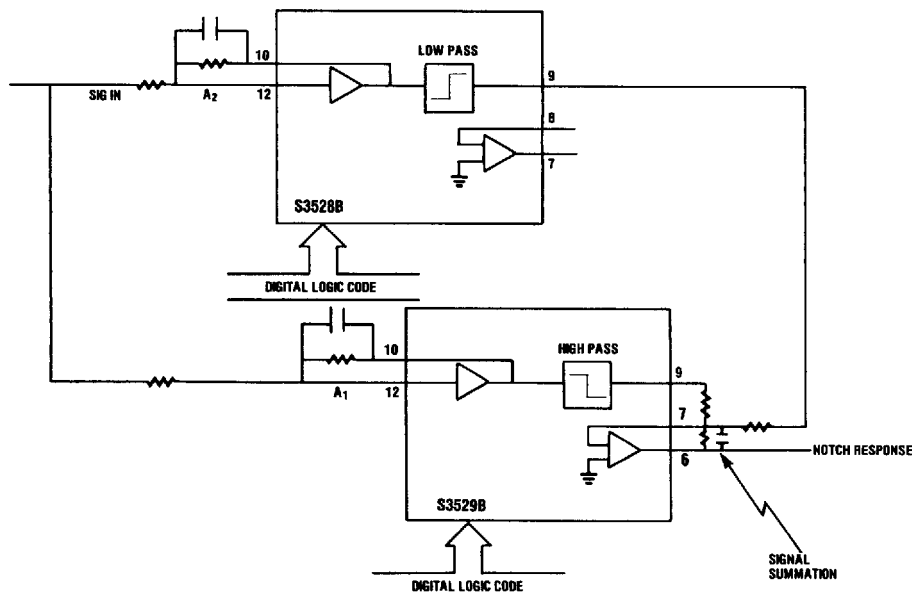 LOW PASS
10
9
SIG IN
A2
12
8
7
S3528B
DIGITAL LOGIC CODE
HIGH PASS
10
9
A1
12
7
6
NOTCH RESPONSE
S3529B
SIGNAL
SUMMATION
DIGITAL LOGIC CODE